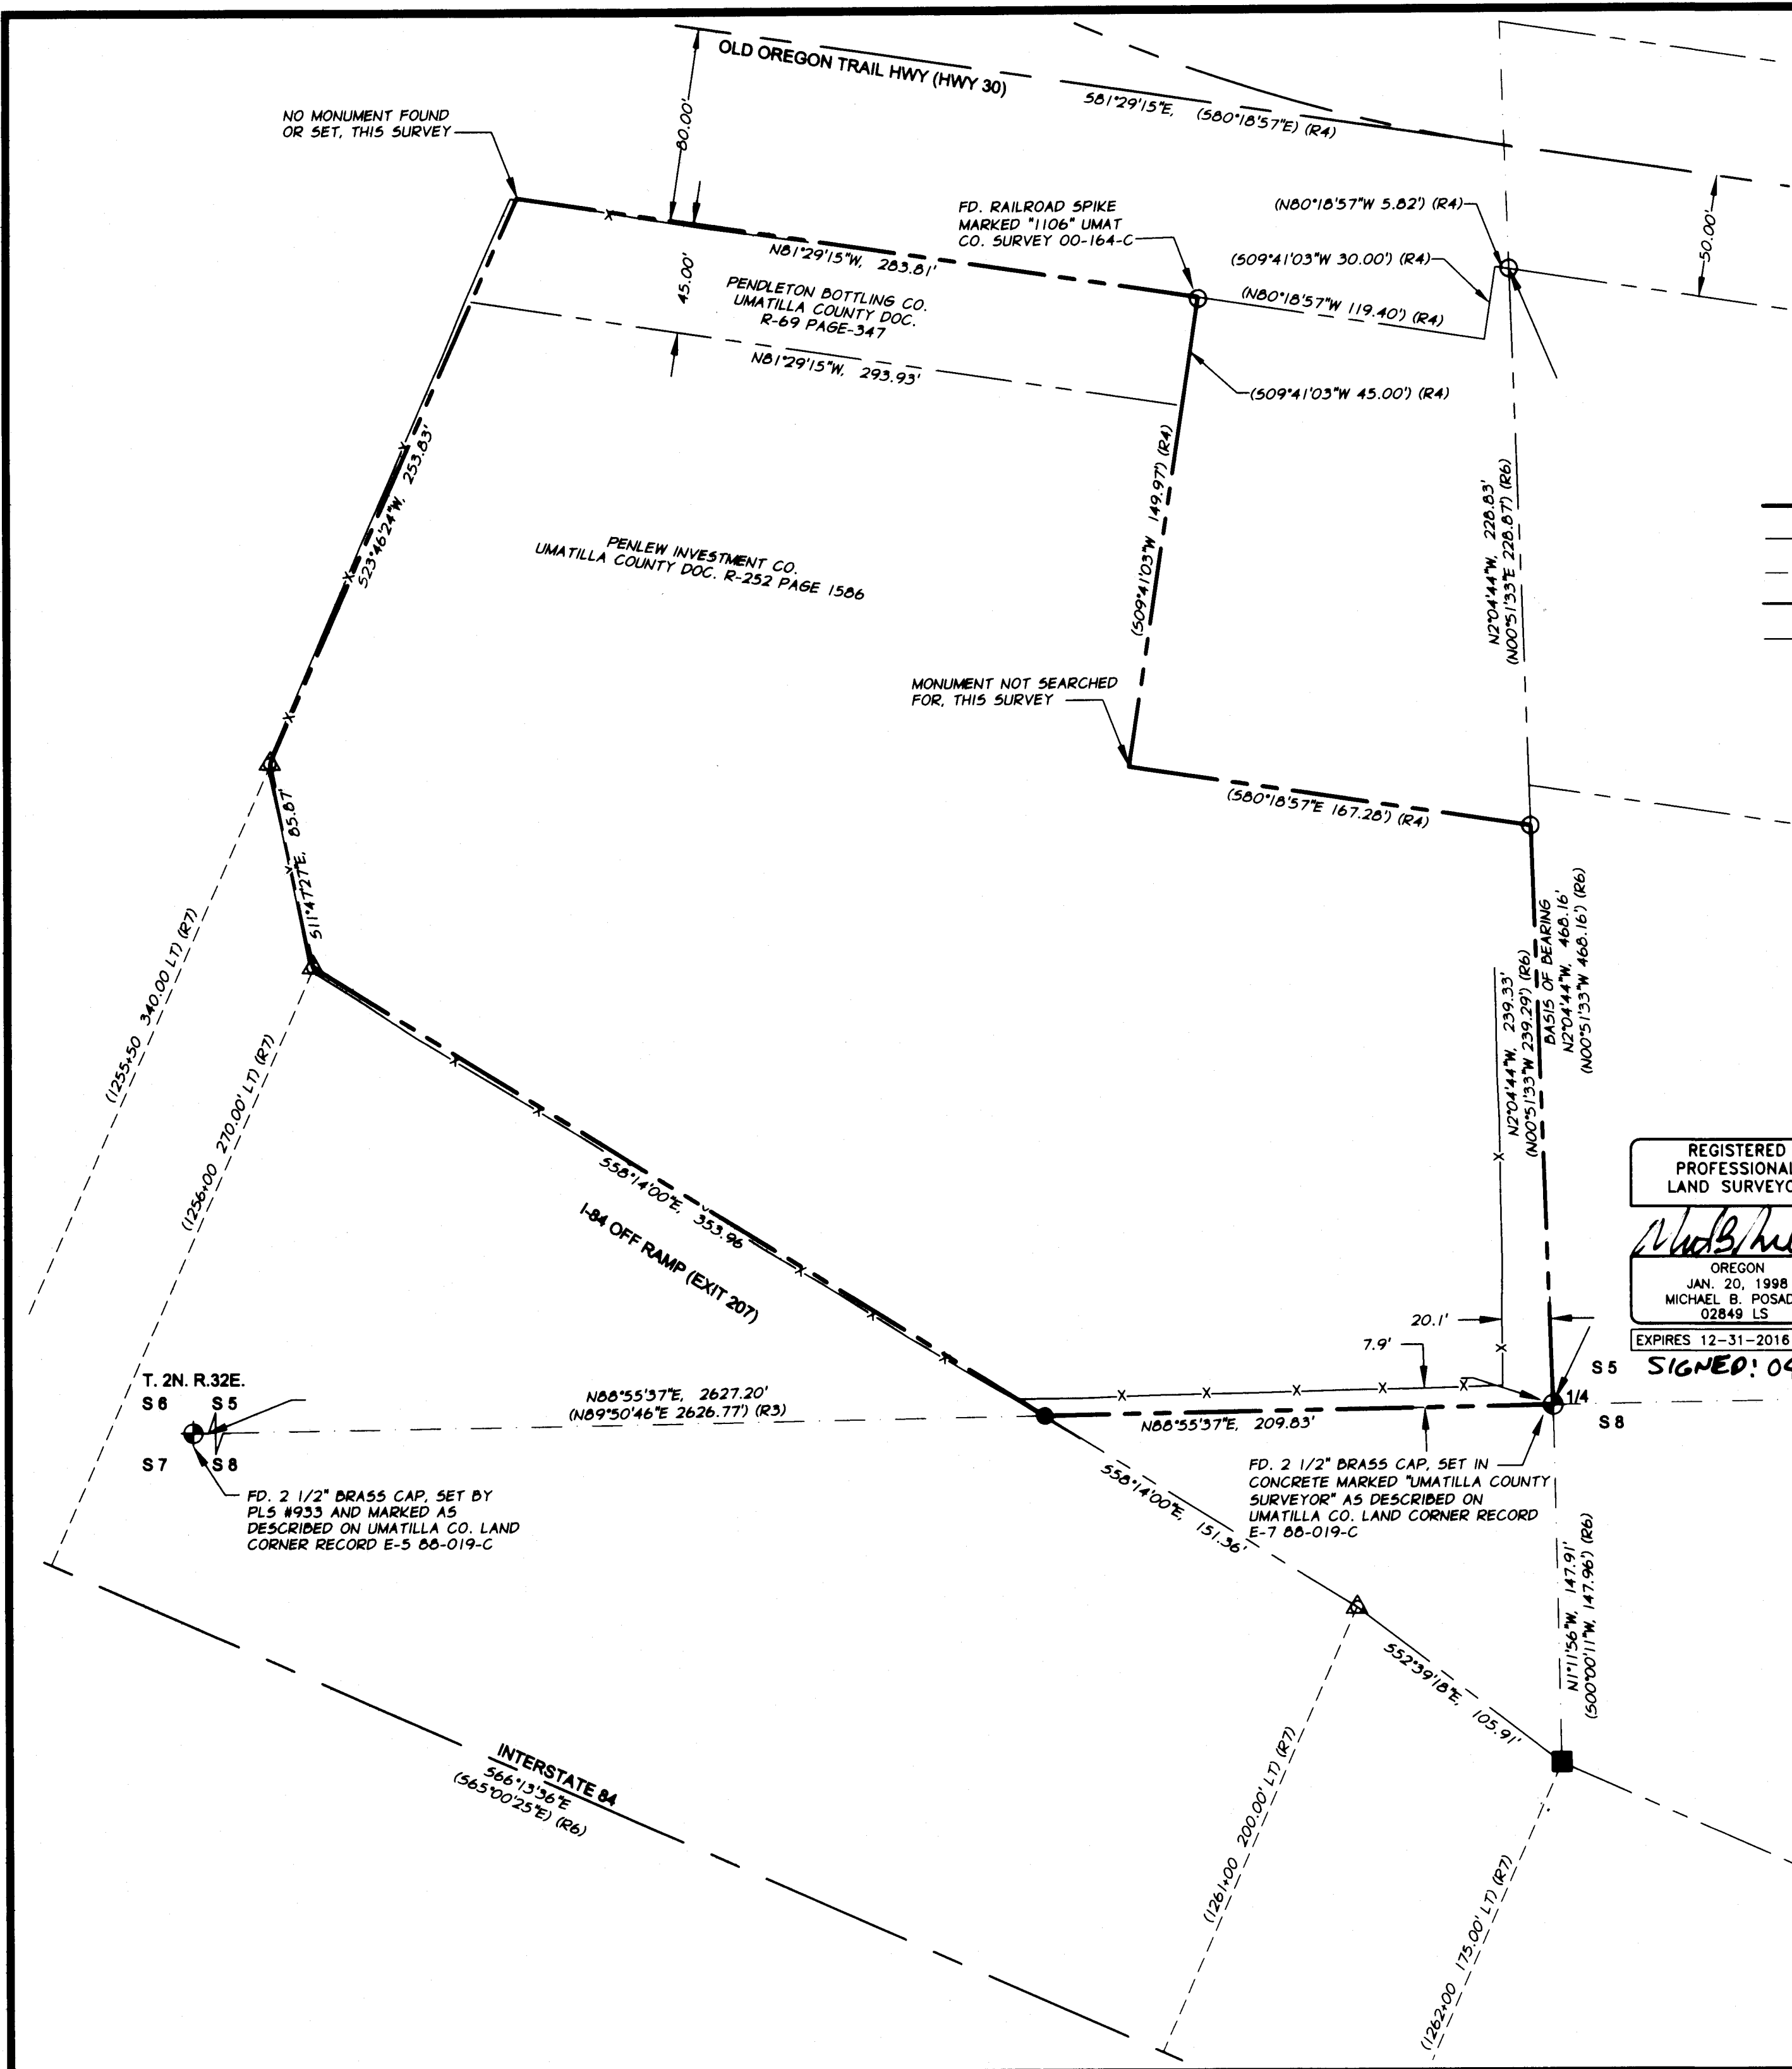 OLD OREGON TRAIL HWY (HWY 30)
S81°29'15"E, (S80°18'57"E) (R4)
NO MONUMENT FOUND
OR SET, THIS SURVEY
80.00'
50.00'
FD. RAILROAD SPIKE
MARKED "1106" UMAT
CO. SURVEY 00-164-C
(N80°18'57"W 5.82') (R4)
(S09°41'03"W 30.00') (R4)
(N80°18'57"W 119.40') (R4)
N81°29'15"W, 283.81'
45.00'
PENDLETON BOTTLING CO.
UMATILLA COUNTY DOC.
R-69 PAGE-347
N81°29'15"W, 293.93'
(S09°41'03"W 45.00') (R4)
S23°46'24"W, 253.83'
(S09°41'03"W 149.97') (R4)
N2°04'44"W, 228.83'
(N00°51'33"E 228.87') (R6)
PENLEW INVESTMENT CO.
UMATILLA COUNTY DOC. R-252 PAGE 1586
MONUMENT NOT SEARCHED
FOR, THIS SURVEY
(S80°18'57"E 167.28') (R4)
S11°47'27"E, 85.87'
(1255+50 340.00 LT) (R7)
(1256+00 270.00' LT) (R7)
N2°04'44"W, 239.33'
(N00°51'33"W 239.29') (R6)
BASIS OF BEARING
N2°04'44"W, 468.16'
(N00°51'33"W 468.16') (R6)
S58°14'00"E, 353.96
I-84 OFF RAMP (EXIT 207)
REGISTERED
PROFESSIONAL
LAND SURVEYO
OREGON
JAN. 20, 1998
MICHAEL B. POSAD
02849 LS
EXPIRES 12-31-2016
SIGNED: 04
20.1'
7.9'
S 5
1/4
S 8
T. 2N. R.32E.
S 6 S 5
S 7 S 8
N88°55'37"E, 2627.20'
(N89°50'46"E 2626.77') (R3)
N88°55'37"E, 209.83'
FD. 2 1/2" BRASS CAP, SET BY
PLS #933 AND MARKED AS
DESCRIBED ON UMATILLA CO. LAND
CORNER RECORD E-5 88-019-C
FD. 2 1/2" BRASS CAP, SET IN
CONCRETE MARKED "UMATILLA COUNTY
SURVEYOR" AS DESCRIBED ON
UMATILLA CO. LAND CORNER RECORD
E-7 88-019-C
S58°14'00"E, 151.36'
N1°11'56"W, 147.91'
(S00°00'11"W, 147.96') (R6)
S52°39'18"E, 105.91'
INTERSTATE 84
S66°13'36"E
(S65°00'25"E) (R6)
(1261+00 200.00' LT) (R7)
(1262+00 175.00' LT) (R7)